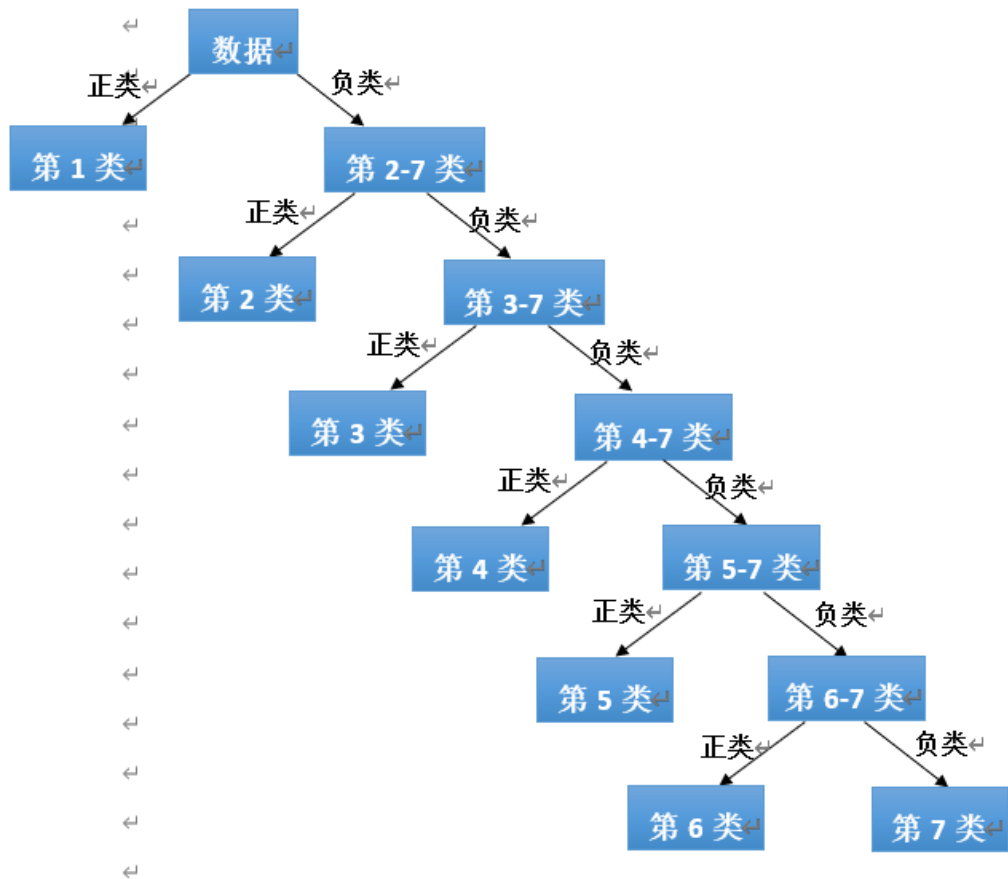 数据
正类
负类
第 1 类
第 2-7 类
正类
负类
第 2 类
第 3-7 类
正类
负类
第 3 类
第 4-7 类
正类
负类
第 4 类
第 5-7 类
正类
负类
第 5 类
第 6-7 类
正类
负类
第 6 类
第 7 类